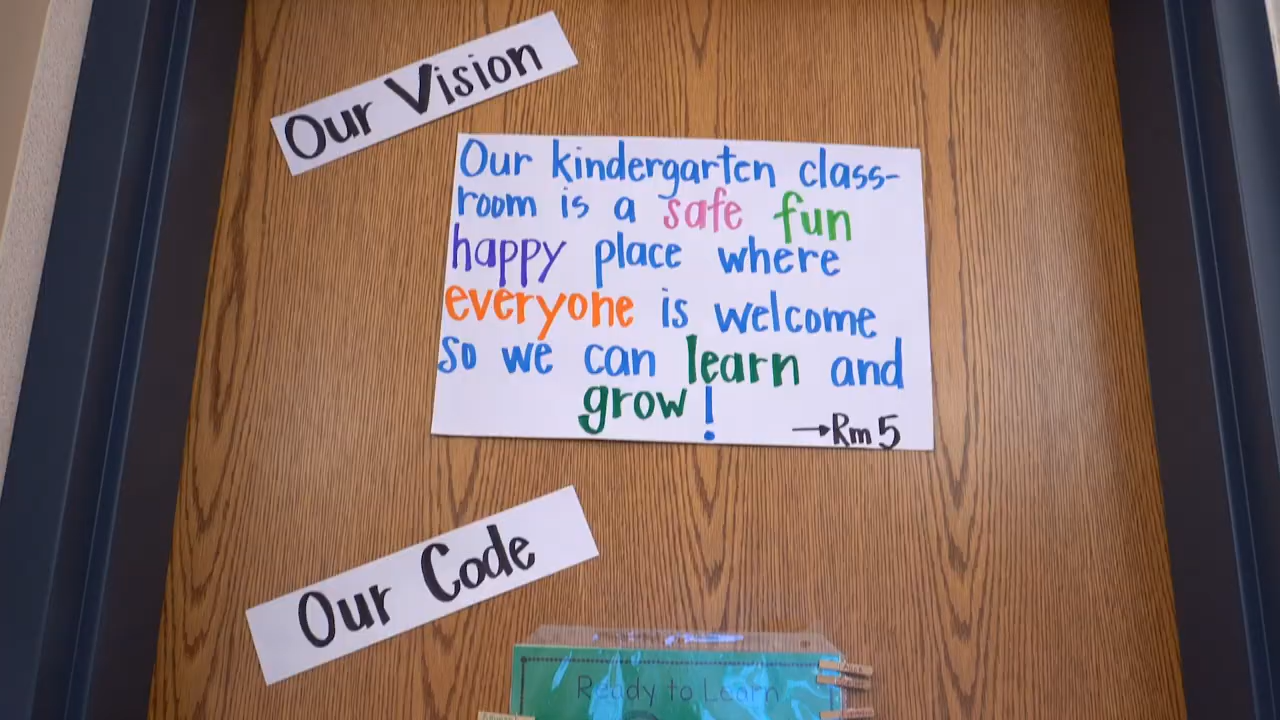 Our Vision
Our kindergarten class-
room is a safe fun
happy place where
everyone is welcome
so we can learn and
grow!
→Rm 5
Our Code
Ready to Learn